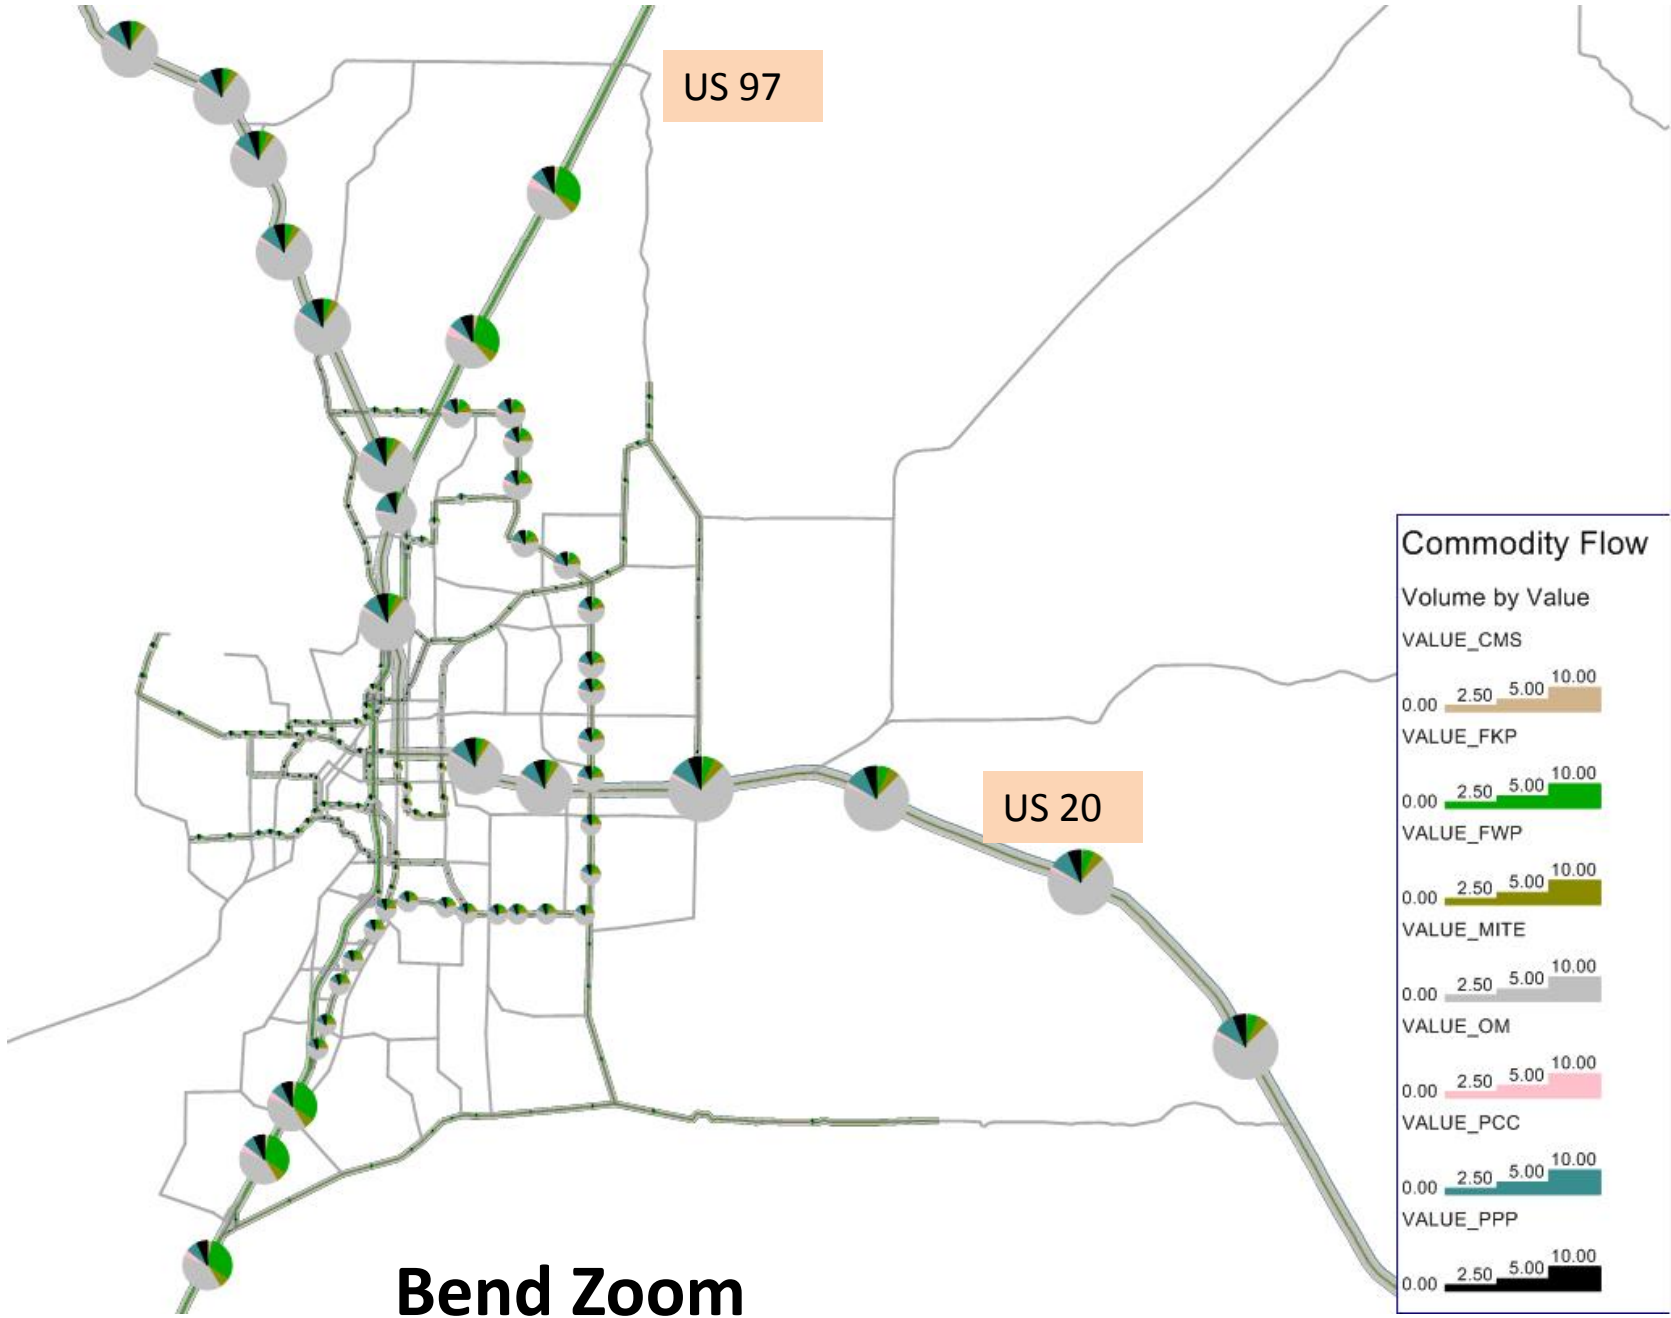 US 97
US 20
Bend Zoom
Commodity Flow
Volume by Value
VALUE_CMS
0.00 2.50 5.00 10.00
VALUE_FKP
0.00 2.50 5.00 10.00
VALUE_FWP
0.00 2.50 5.00 10.00
VALUE_MITE
0.00 2.50 5.00 10.00
VALUE_OM
0.00 2.50 5.00 10.00
VALUE_PCC
0.00 2.50 5.00 10.00
VALUE_PPP
0.00 2.50 5.00 10.00